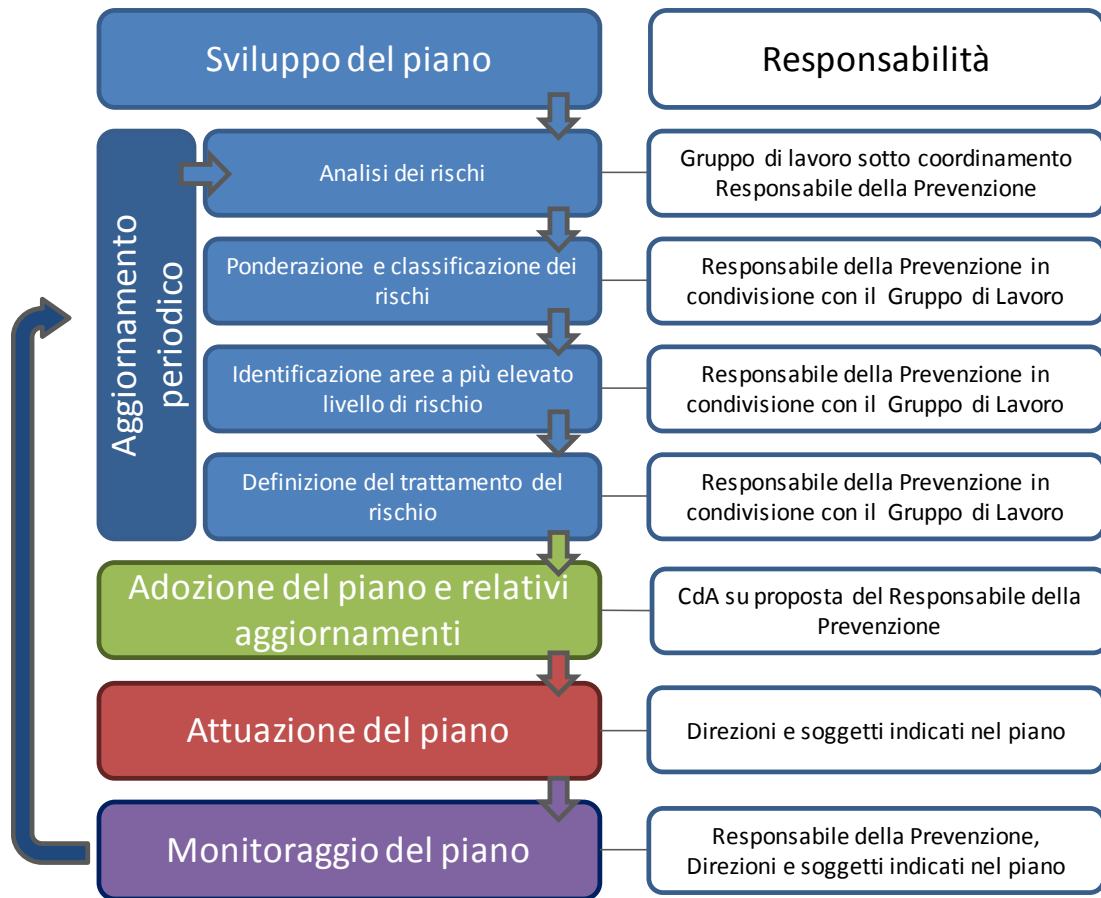 Sviluppo del piano
Responsabilità
Aggiornamento
periodico
Analisi dei rischi
Gruppo di lavoro sotto coordinamento
Responsabile della Prevenzione
Ponderazione e classificazione dei
rischi
Responsabile della Prevenzione in
condivisione con il Gruppo di Lavoro
Identificazione aree a più elevato
livello di rischio
Responsabile della Prevenzione in
condivisione con il Gruppo di Lavoro
Definizione del trattamento del
rischio
Responsabile della Prevenzione in
condivisione con il Gruppo di Lavoro
Adozione del piano e relativi
aggiornamenti
CdA su proposta del Responsabile della
Prevenzione
Attuazione del piano
Direzioni e soggetti indicati nel piano
Monitoraggio del piano
Responsabile della Prevenzione,
Direzioni e soggetti indicati nel piano